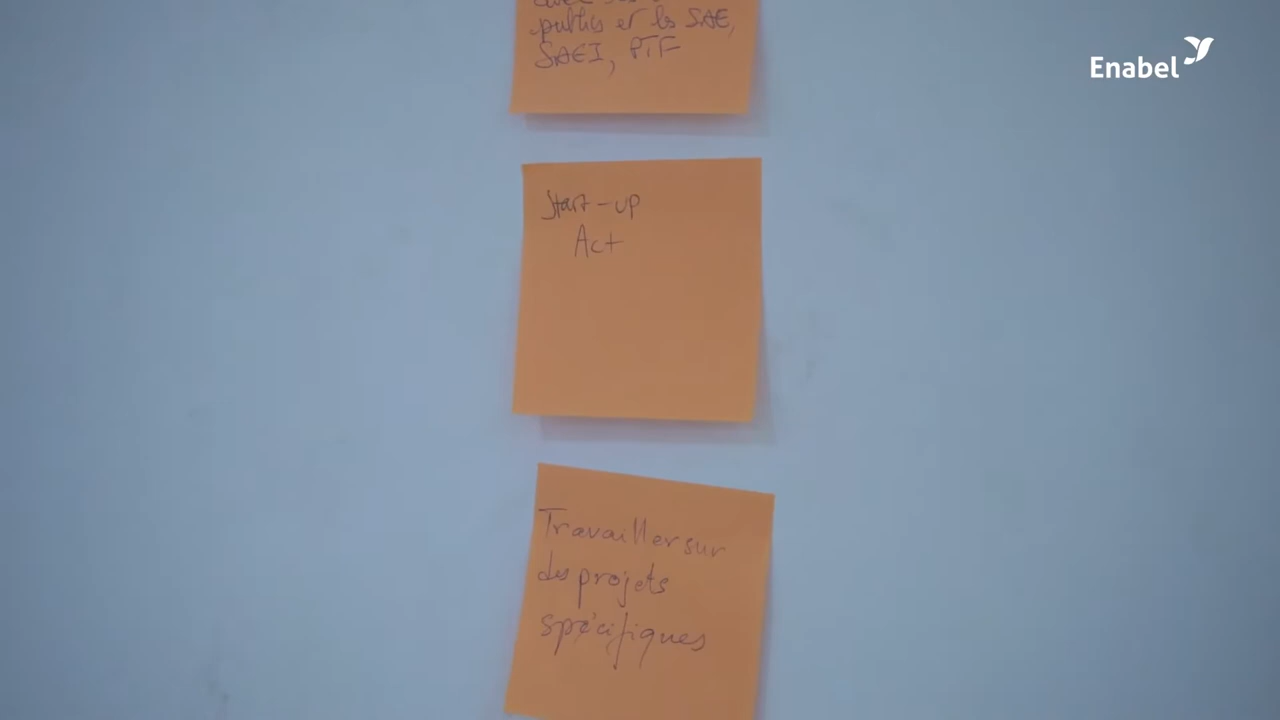 publics et les SAE,
SAEI, PTF
Enabel
Start-up
Act
Travailler sur
des projets
spécifiques